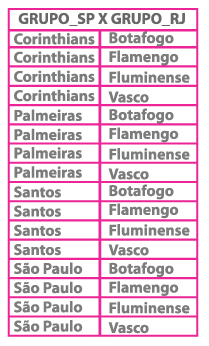 GRUPO_SP X GRUPO_RJ
Corinthians Botafogo
Corinthians Flamengo
Corinthians Fluminense
Corinthians Vasco
Palmeiras Botafogo
Palmeiras Flamengo
Palmeiras Fluminense
Palmeiras Vasco
Santos Botafogo
Santos Flamengo
Santos Fluminense
Santos Vasco
São Paulo Botafogo
São Paulo Flamengo
São Paulo Fluminense
São Paulo Vasco